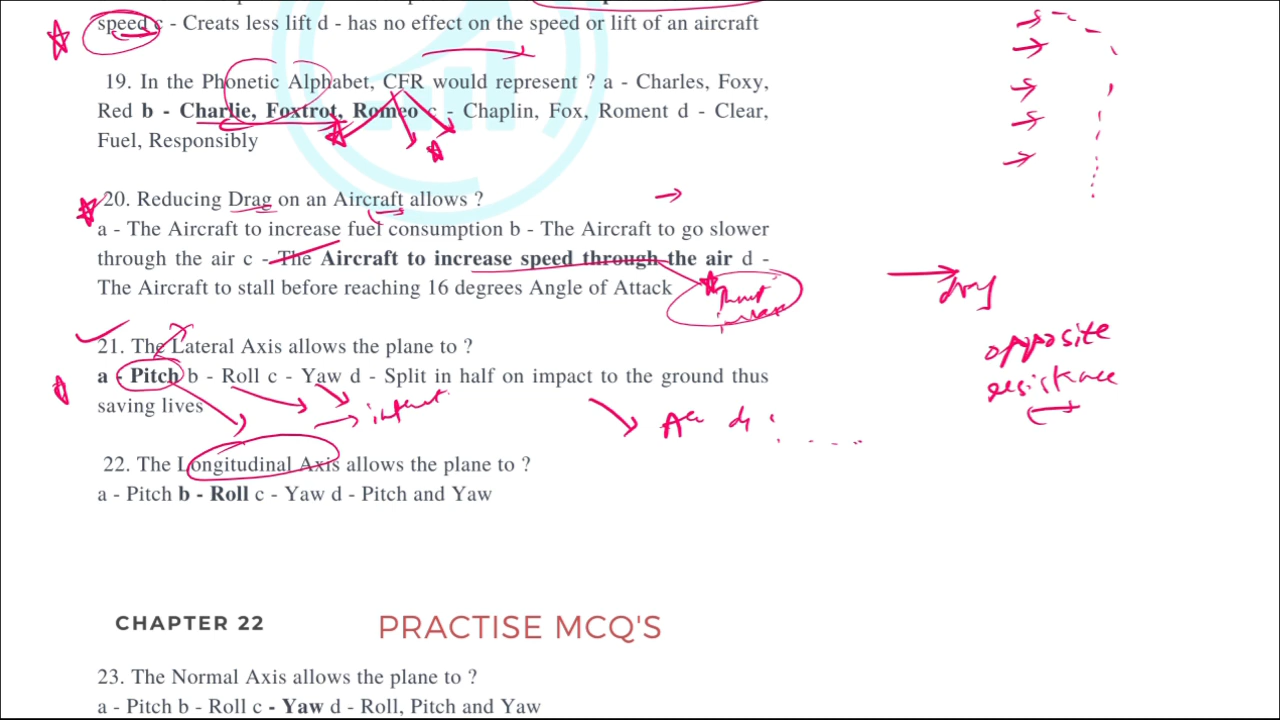 speed c - Creats less lift d - has no effect on the speed or lift of an aircraft
19. In the Phonetic Alphabet, CFR would represent ? a - Charles, Foxy,
Red b - Charlie, Foxtrot, Romeo c - Chaplin, Fox, Roment d - Clear,
Fuel, Responsibly
20. Reducing Drag on an Aircraft allows ?
a - The Aircraft to increase fuel consumption b - The Aircraft to go slower
through the air c - The Aircraft to increase speed through the air d -
The Aircraft to stall before reaching 16 degrees Angle of Attack
drag
opposite
resistance
21. The Lateral Axis allows the plane to ?
a - Pitch b - Roll c - Yaw d - Split in half on impact to the ground thus
saving lives
22. The Longitudinal Axis allows the plane to ?
a - Pitch b - Roll c - Yaw d - Pitch and Yaw
CHAPTER 22 PRACTISE MCQ'S
23. The Normal Axis allows the plane to ?
a - Pitch b - Roll c - Yaw d - Roll, Pitch and Yaw